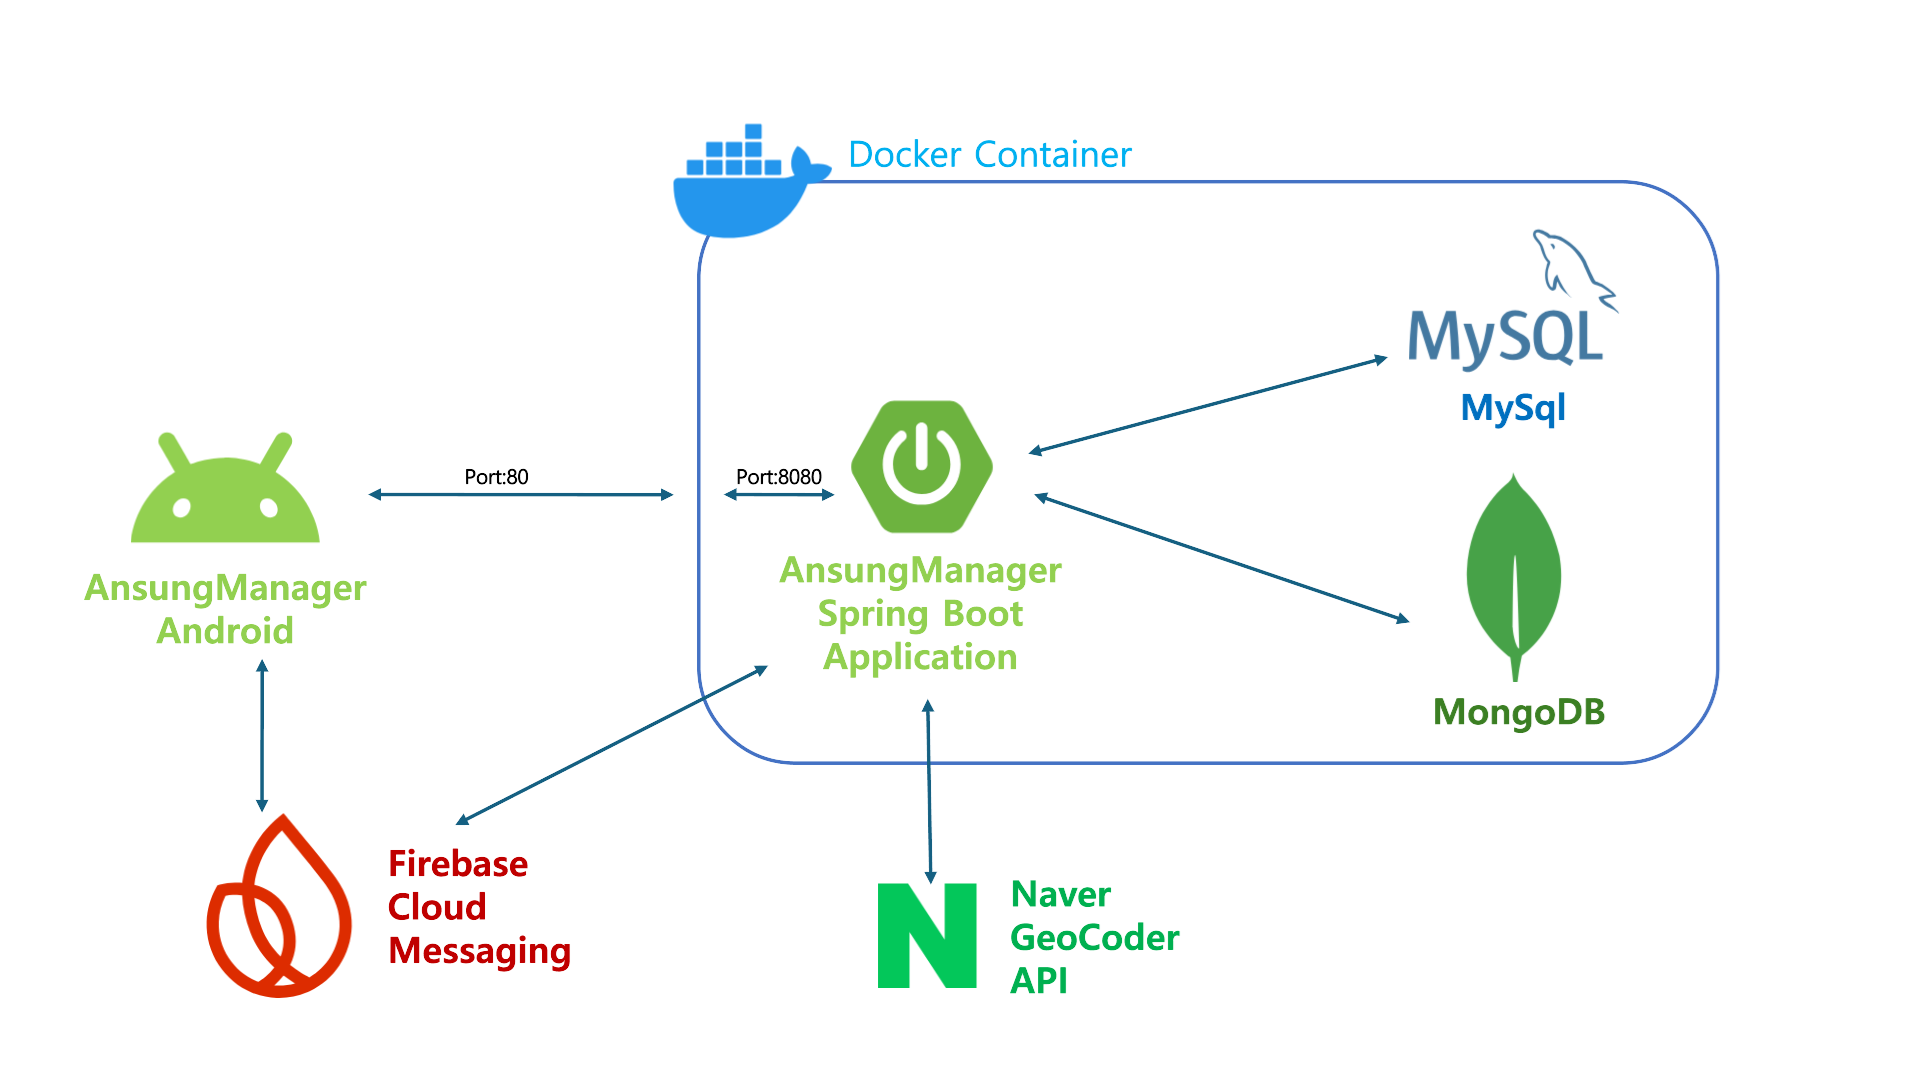 Docker Container
MySQL
MySql
Port:80
Port:8080
AnsungManager
Android
AnsungManager
Spring Boot
Application
MongoDB
Firebase
Cloud
Messaging
Naver
GeoCoder
API